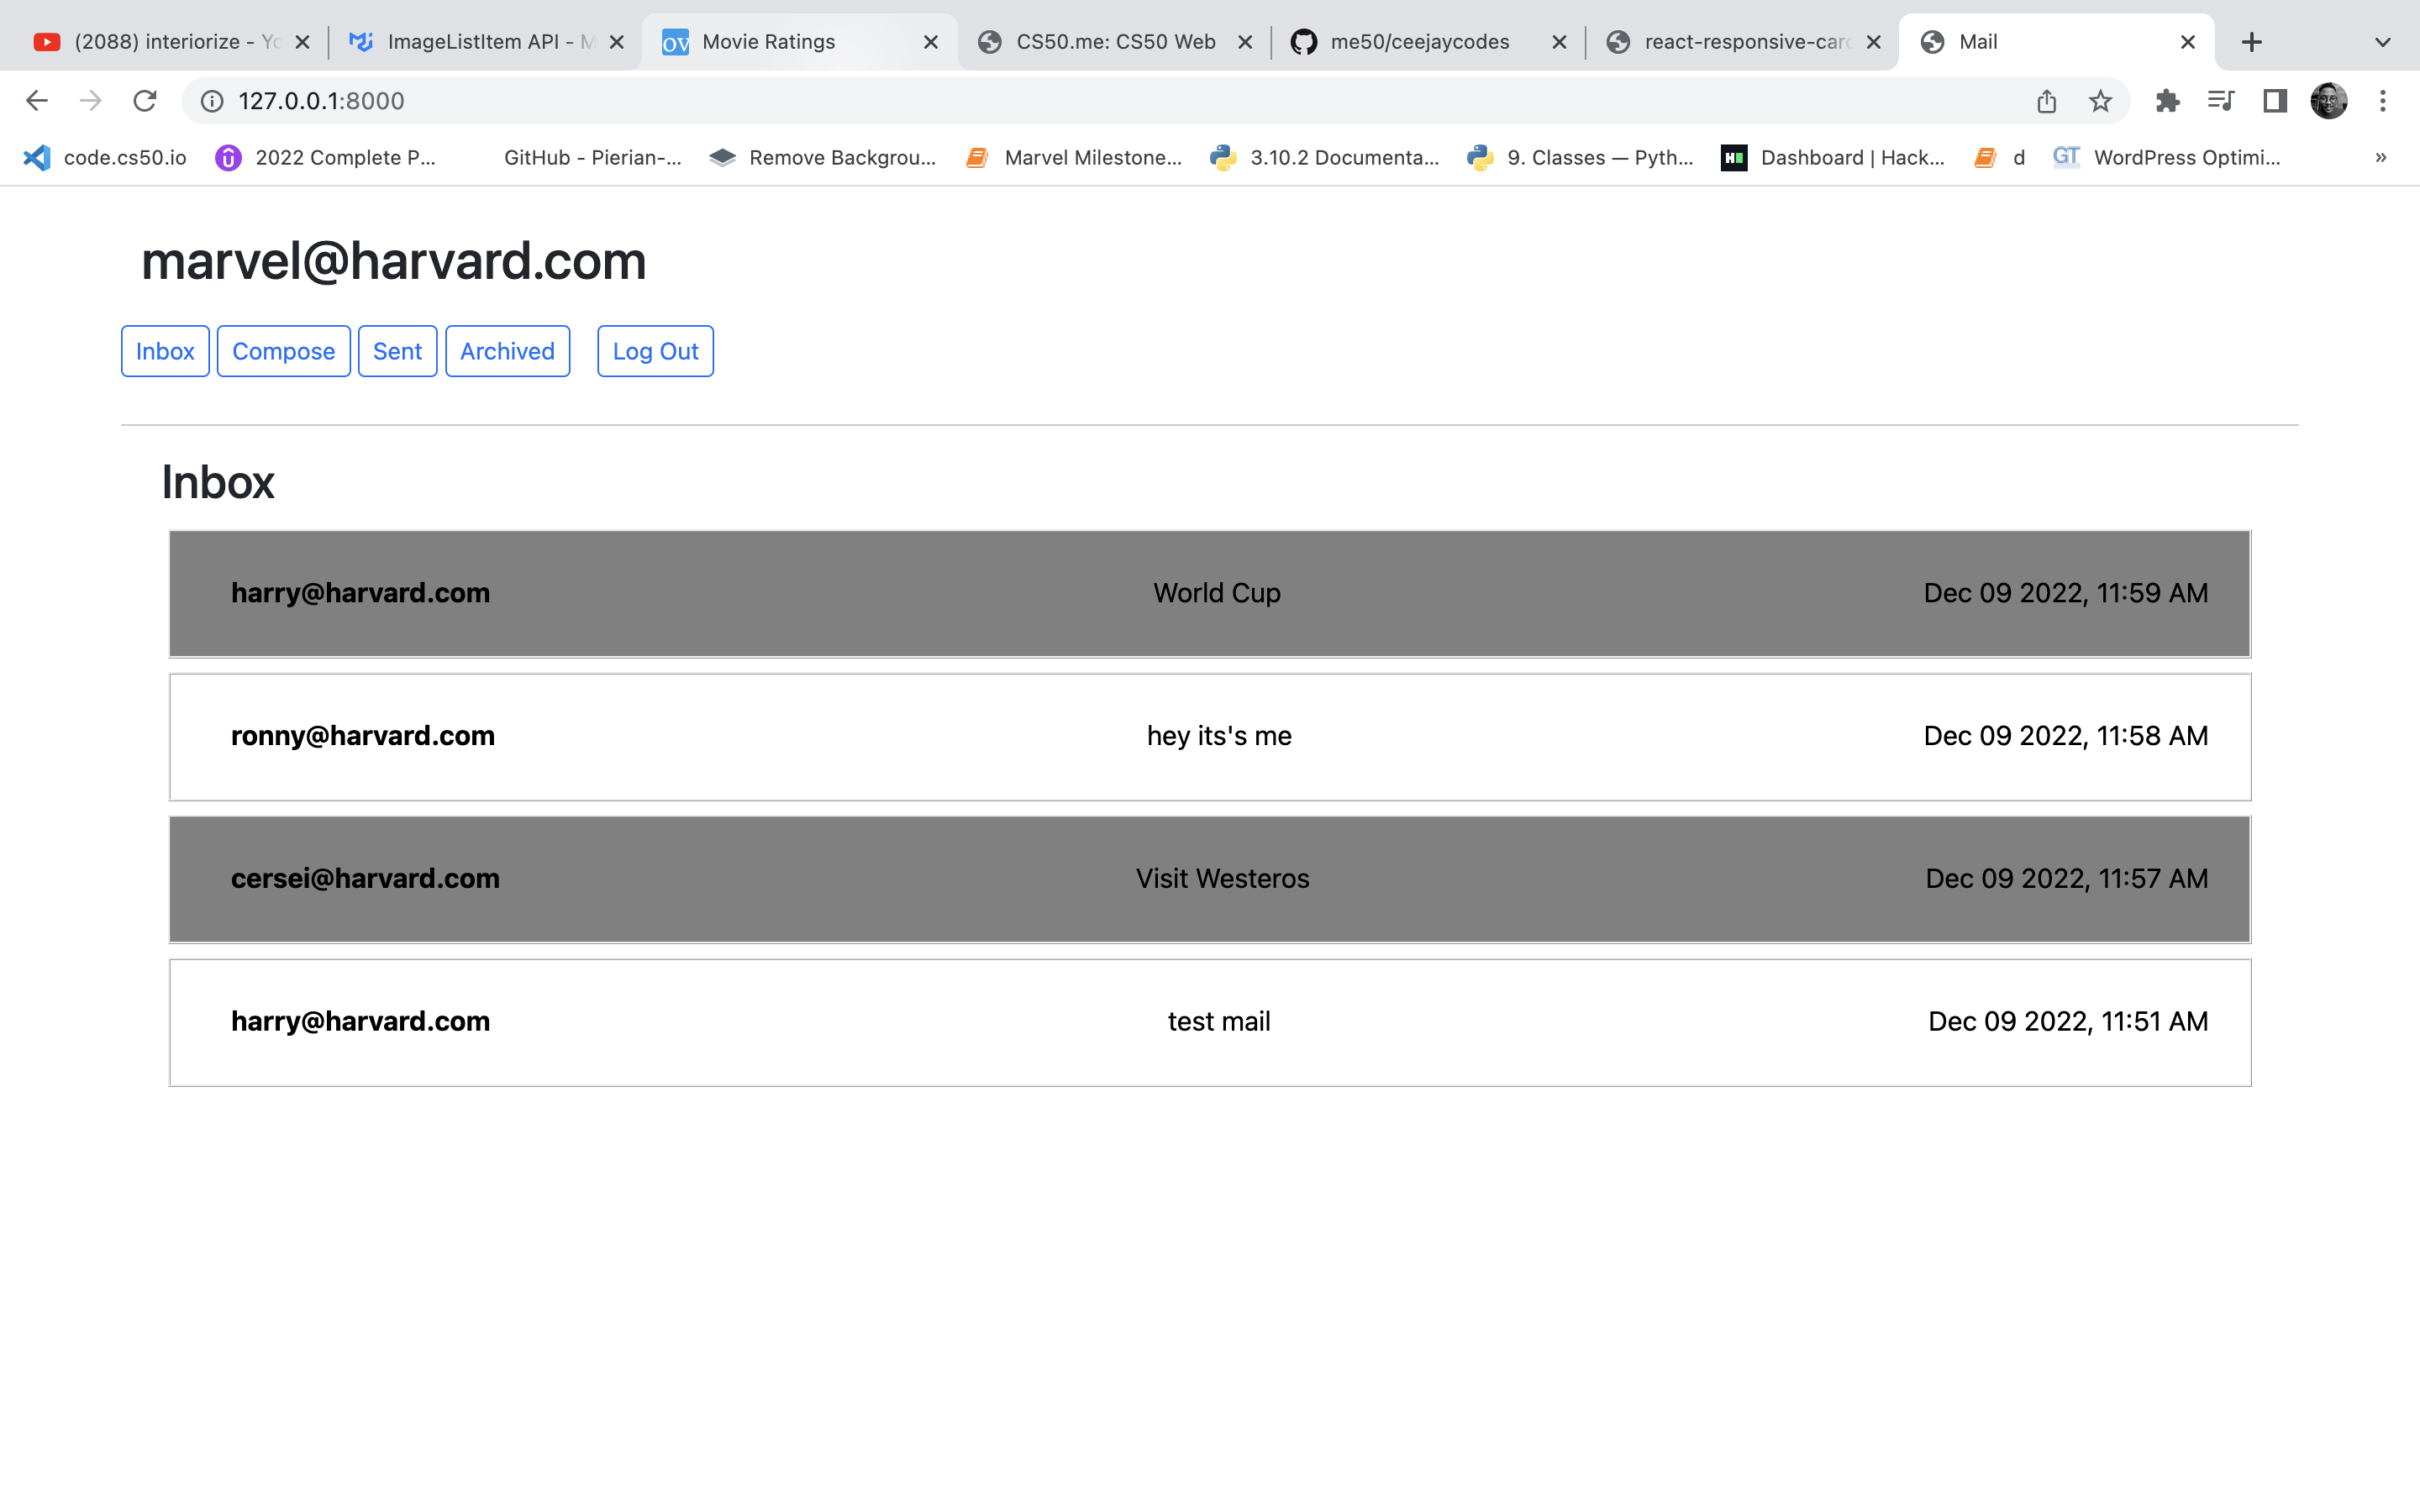 (2088) interiorize - Yo
ImageListItem API - M
Movie Ratings
CS50.me: CS50 Web
me50/ceejaycodes
react-responsive-card
Mail
127.0.0.1:8000
code.cs50.io
2022 Complete P...
GitHub - Pierian-...
Remove Backgrou...
Marvel Milestone...
3.10.2 Documenta...
9. Classes — Pyth...
Dashboard | Hack...
d
GT WordPress Optimi...
marvel@harvard.com
Inbox Compose Sent Archived Log Out
Inbox
harry@harvard.com World Cup Dec 09 2022, 11:59 AM
ronny@harvard.com hey its's me Dec 09 2022, 11:58 AM
cersei@harvard.com Visit Westeros Dec 09 2022, 11:57 AM
harry@harvard.com test mail Dec 09 2022, 11:51 AM